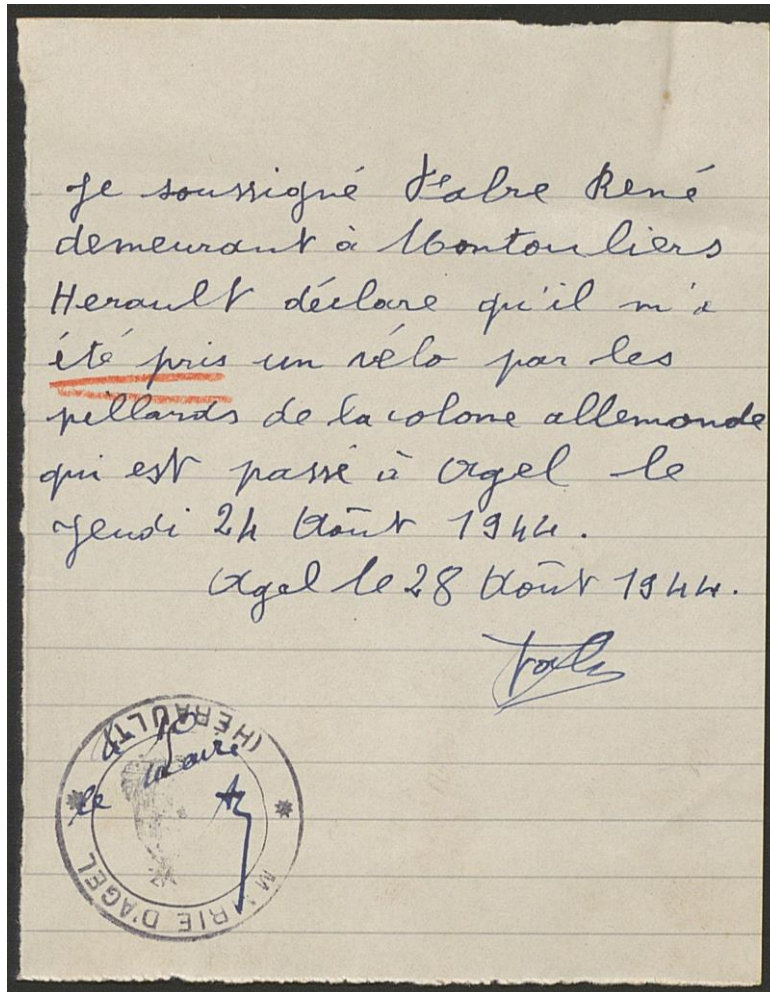 Je soussigné Fabre René
demeurant à Montouliers
Herault déclare qu'il m'a
été pris un vélo par les
pillards de la colone allemande
qui est passé à Agel le
Jeudi 24 Août 1944.
Agel le 28 Août 1944.
le maire
MAIRIE D'AGEL
(HÉRAULT)